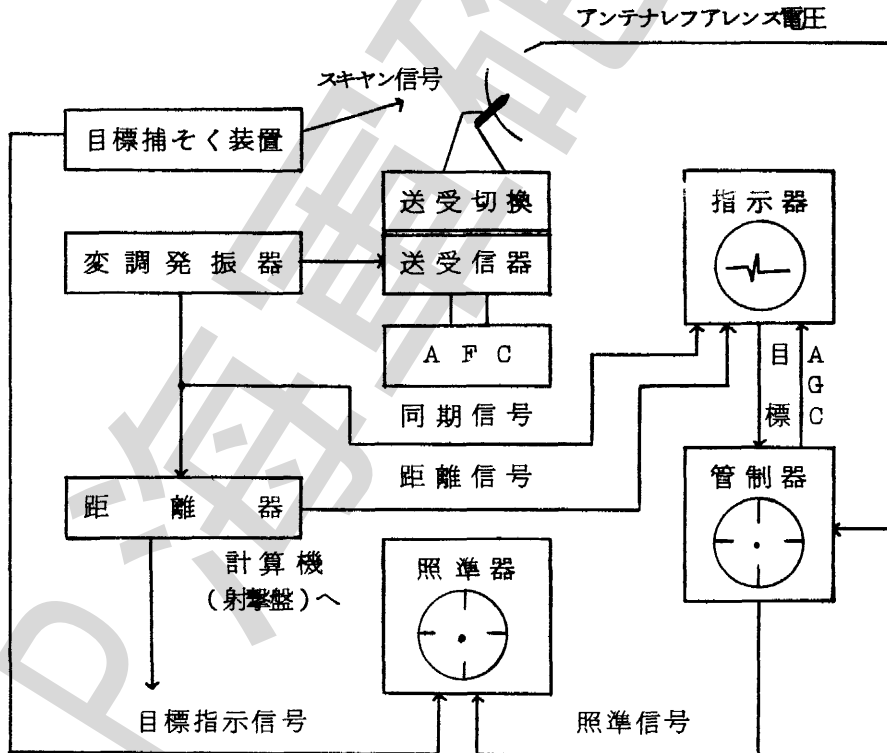 アンテナレフアレンズ電圧
スキヤン信号
目標捕そく装置
送受切換
指示器
変調発振器
送受信器
AFC
目標
AGC
同期信号
距離信号
管制器
距離器
計算機
(射撃盤)へ
照準器
目標指示信号
照準信号